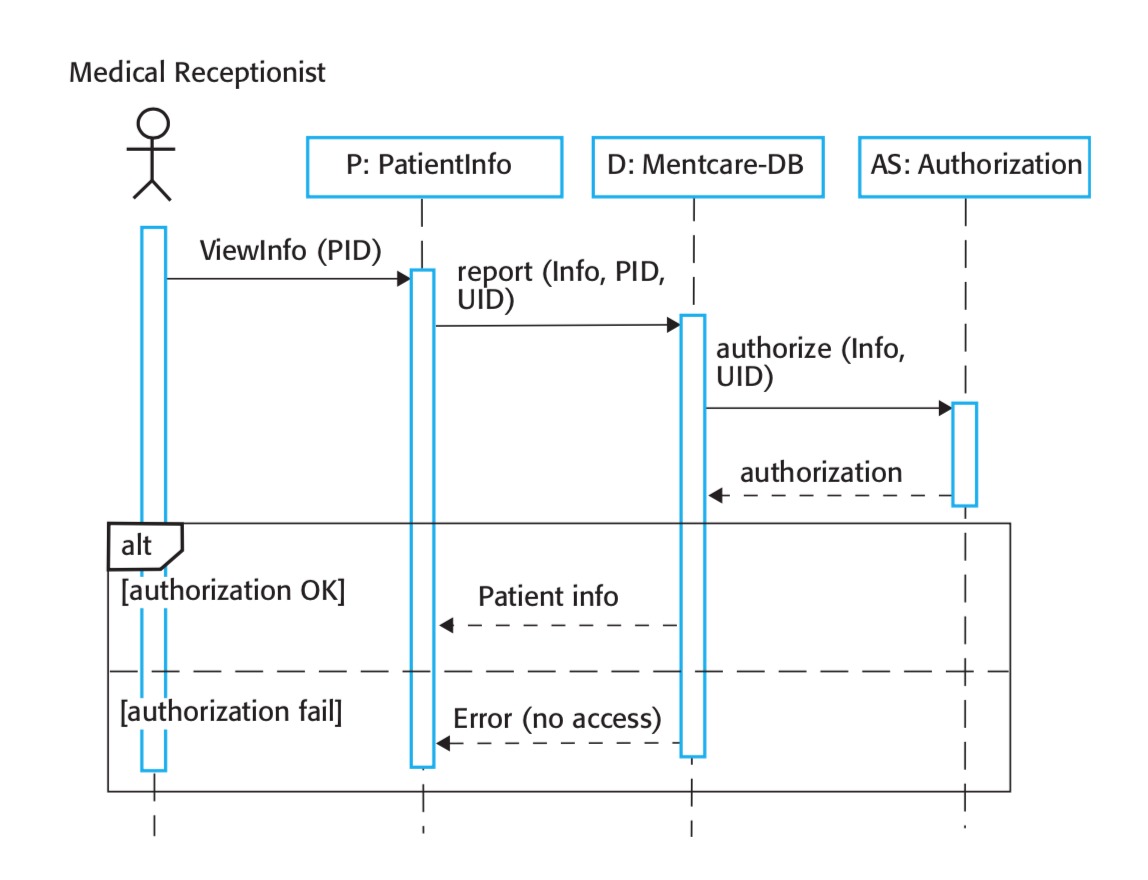 Medical Receptionist
P: PatientInfo
D: Mentcare-DB
AS: Authorization
ViewInfo (PID)
report (Info, PID,
UID)
authorize (Info,
UID)
authorization
alt
[authorization OK]
Patient info
[authorization fail]
Error (no access)